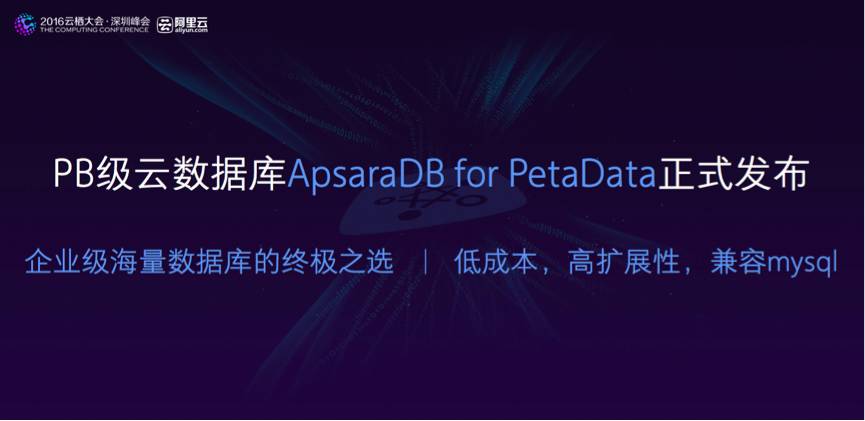 2016云栖大会·深圳峰会
THE COMPUTING CONFERENCE
阿里云
aliyun.com
PB级云数据库ApsaraDB for PetaData正式发布
企业级海量数据库的终极之选 | 低成本，高扩展性，兼容mysql